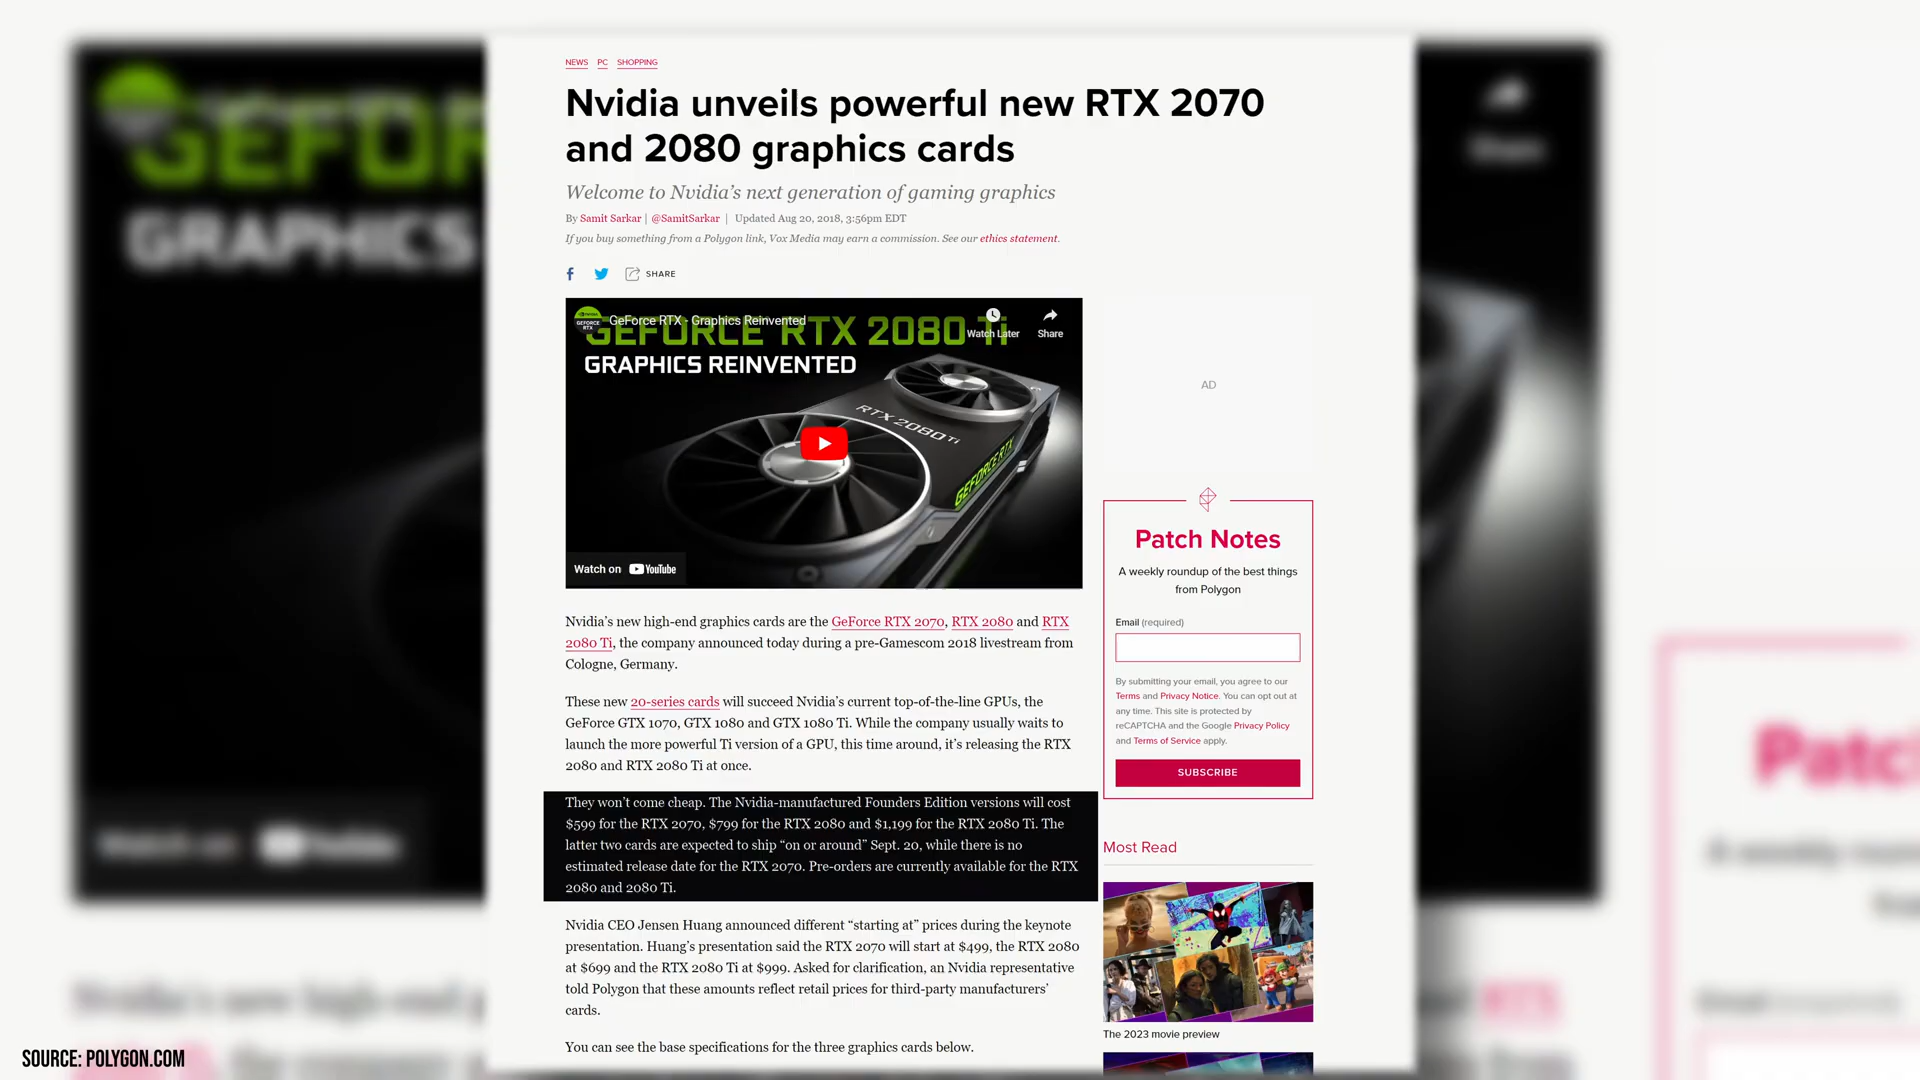 NEWS PC SHOPPING
Nvidia unveils powerful new RTX 2070
and 2080 graphics cards
Welcome to Nvidia’s next generation of gaming graphics
By Samit Sarkar | @SamitSarkar | Updated Aug 20, 2018, 3:56pm EDT
If you buy something from a Polygon link, Vox Media may earn a commission. See our ethics statement.
SHARE
GeForce RTX - Graphics Reinvented
GEFORCE RTX 2080 Ti
GRAPHICS REINVENTED
Watch Later
Share
RTX 2080 Ti
GEFORCE RTX
Watch on YouTube
Nvidia’s new high-end graphics cards are the GeForce RTX 2070, RTX 2080 and RTX
2080 Ti, the company announced today during a pre-Gamescom 2018 livestream from
Cologne, Germany.
These new 20-series cards will succeed Nvidia’s current top-of-the-line GPUs, the
GeForce GTX 1070, GTX 1080 and GTX 1080 Ti. While the company usually waits to
launch the more powerful Ti version of a GPU, this time around, it’s releasing the RTX
2080 and RTX 2080 Ti at once.
They won’t come cheap. The Nvidia-manufactured Founders Edition versions will cost
$599 for the RTX 2070, $799 for the RTX 2080 and $1,199 for the RTX 2080 Ti. The
latter two cards are expected to ship “on or around” Sept. 20, while there is no
estimated release date for the RTX 2070. Pre-orders are currently available for the RTX
2080 and 2080 Ti.
Nvidia CEO Jensen Huang announced different “starting at” prices during the keynote
presentation. Huang’s presentation said the RTX 2070 will start at $499, the RTX 2080
at $699 and the RTX 2080 Ti at $999. Asked for clarification, an Nvidia representative
told Polygon that these amounts reflect retail prices for third-party manufacturers’
cards.
You can see the base specifications for the three graphics cards below.
AD
Patch Notes
A weekly roundup of the best things
from Polygon
Email (required)
By submitting your email, you agree to our
Terms and Privacy Notice. You can opt out at
any time. This site is protected by
reCAPTCHA and the Google Privacy Policy
and Terms of Service apply.
SUBSCRIBE
Most Read
The 2023 movie preview
SOURCE: POLYGON.COM